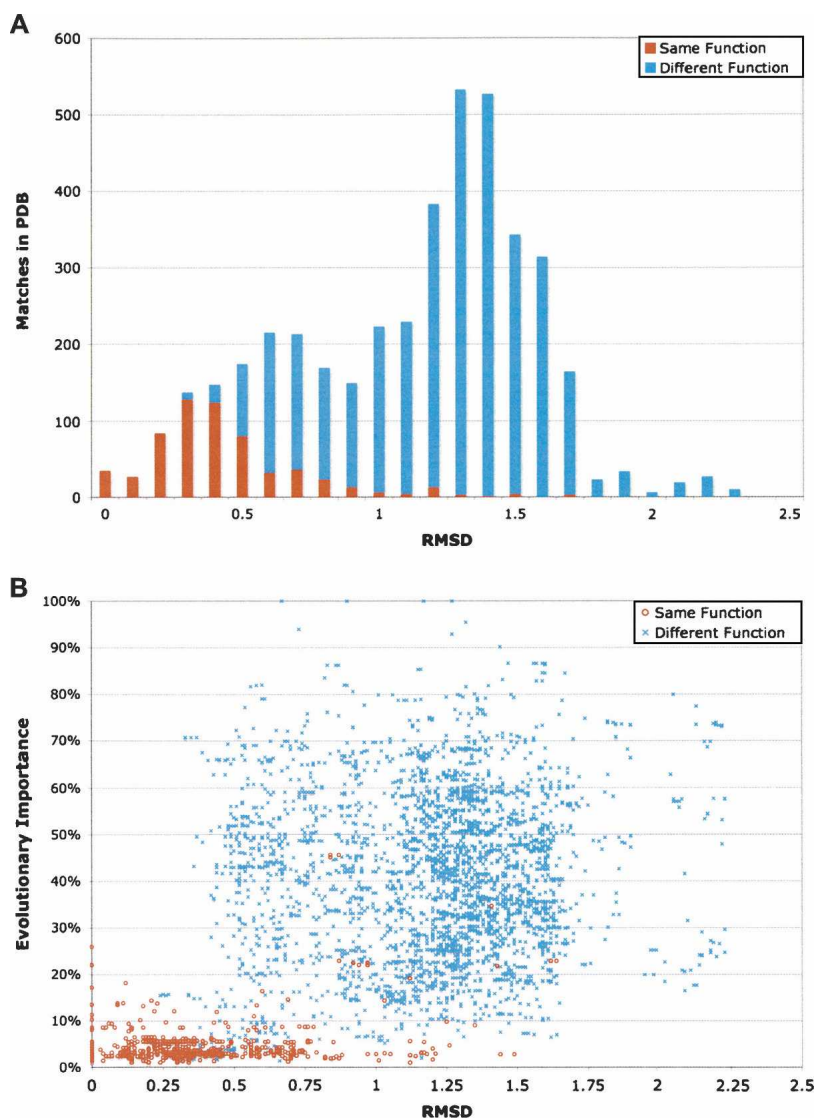 A
600
500
400
300
200
100
0
Matches in PDB
Same Function
Different Function
0 0.5 1 1.5 2 2.5
RMSD
B
100%
90%
80%
70%
60%
50%
40%
30%
20%
10%
0%
Evolutionary Importance
Same Function
Different Function
0 0.25 0.5 0.75 1 1.25 1.5 1.75 2 2.25 2.5
RMSD